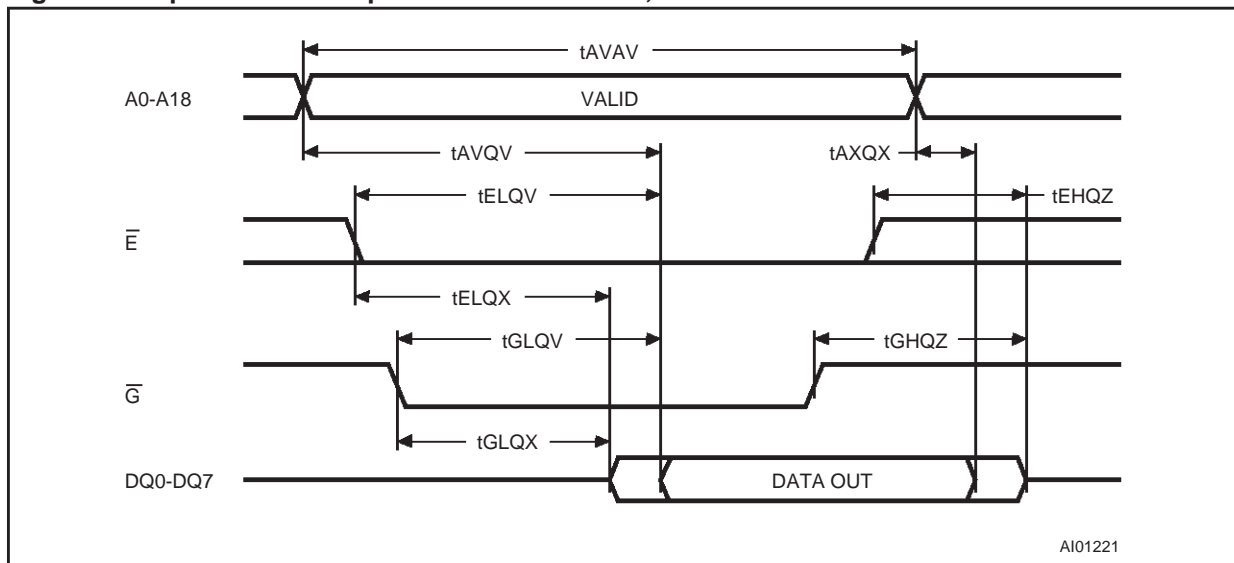 tAVAV
A0-A18
VALID
tAVQV
tAXQX
tELQV
tEHQZ
E̅
tELQX
tGLQV
tGHQZ
G̅
tGLQX
DQ0-DQ7
DATA OUT
AI01221